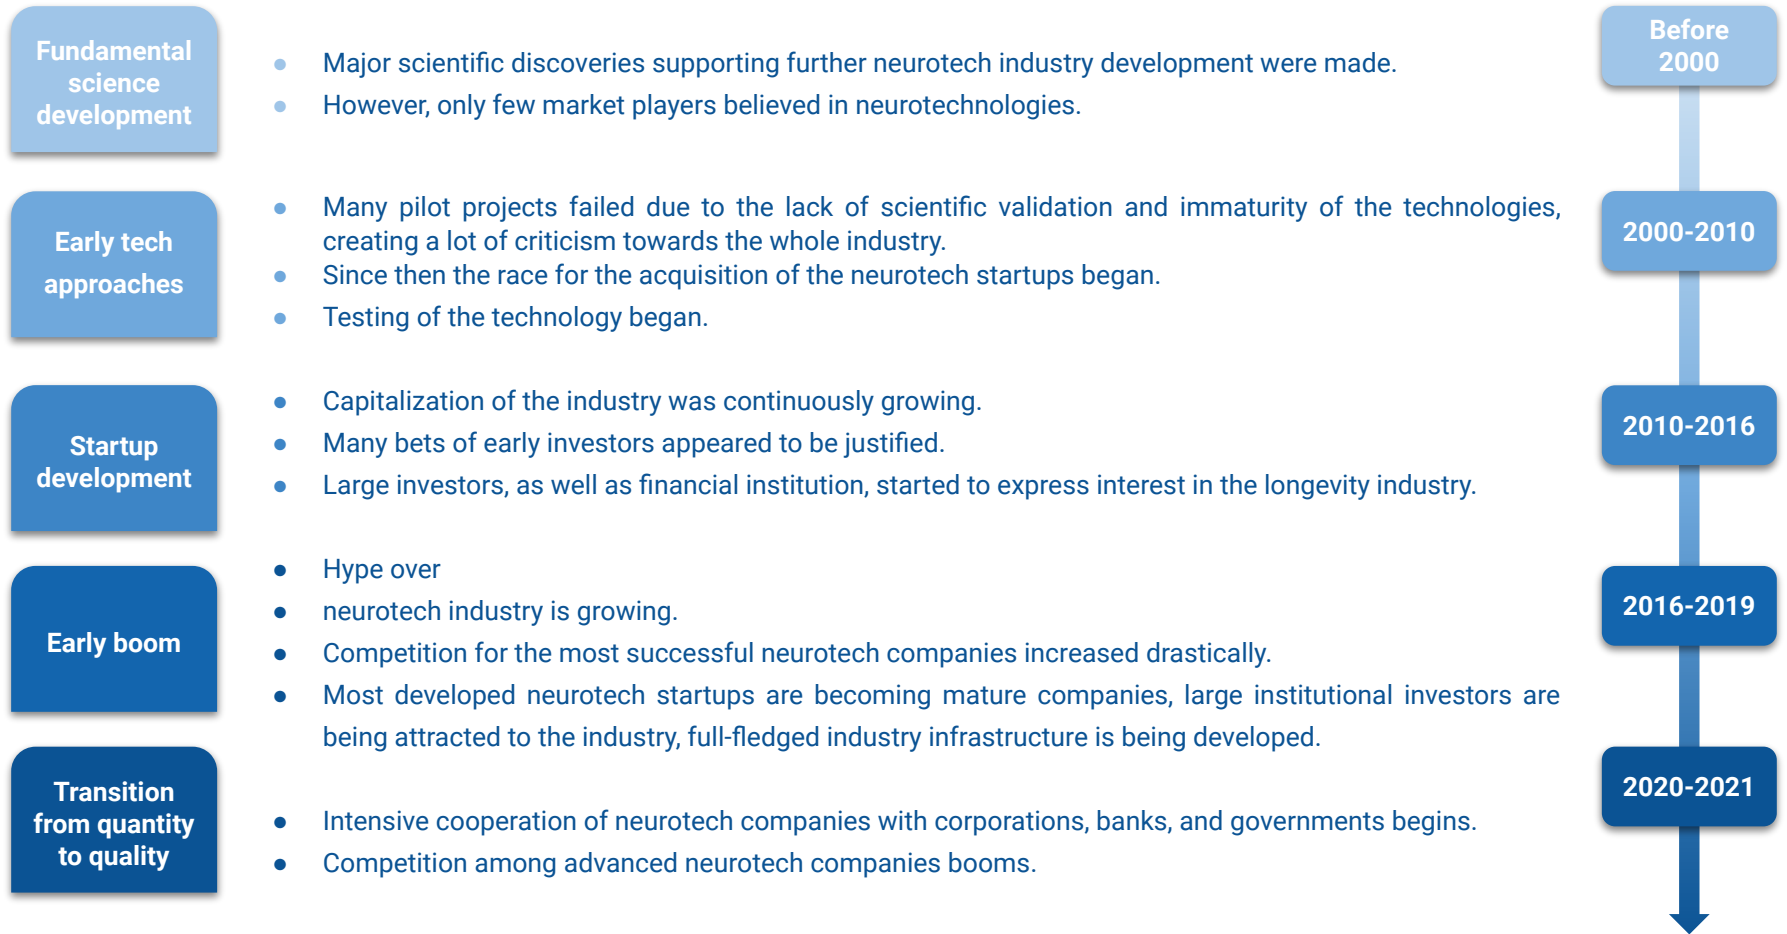 Fundamental
science
development
Major scientific discoveries supporting further neurotech industry development were made.
However, only few market players believed in neurotechnologies.
Before
2000
Early tech
approaches
Many pilot projects failed due to the lack of scientific validation and immaturity of the technologies,
creating a lot of criticism towards the whole industry.
Since then the race for the acquisition of the neurotech startups began.
Testing of the technology began.
2000-2010
Startup
development
Capitalization of the industry was continuously growing.
Many bets of early investors appeared to be justified.
Large investors, as well as financial institution, started to express interest in the longevity industry.
2010-2016
Early boom
Hype over
neurotech industry is growing.
Competition for the most successful neurotech companies increased drastically.
Most developed neurotech startups are becoming mature companies, large institutional investors are
being attracted to the industry, full-fledged industry infrastructure is being developed.
2016-2019
Transition
from quantity
to quality
Intensive cooperation of neurotech companies with corporations, banks, and governments begins.
Competition among advanced neurotech companies booms.
2020-2021